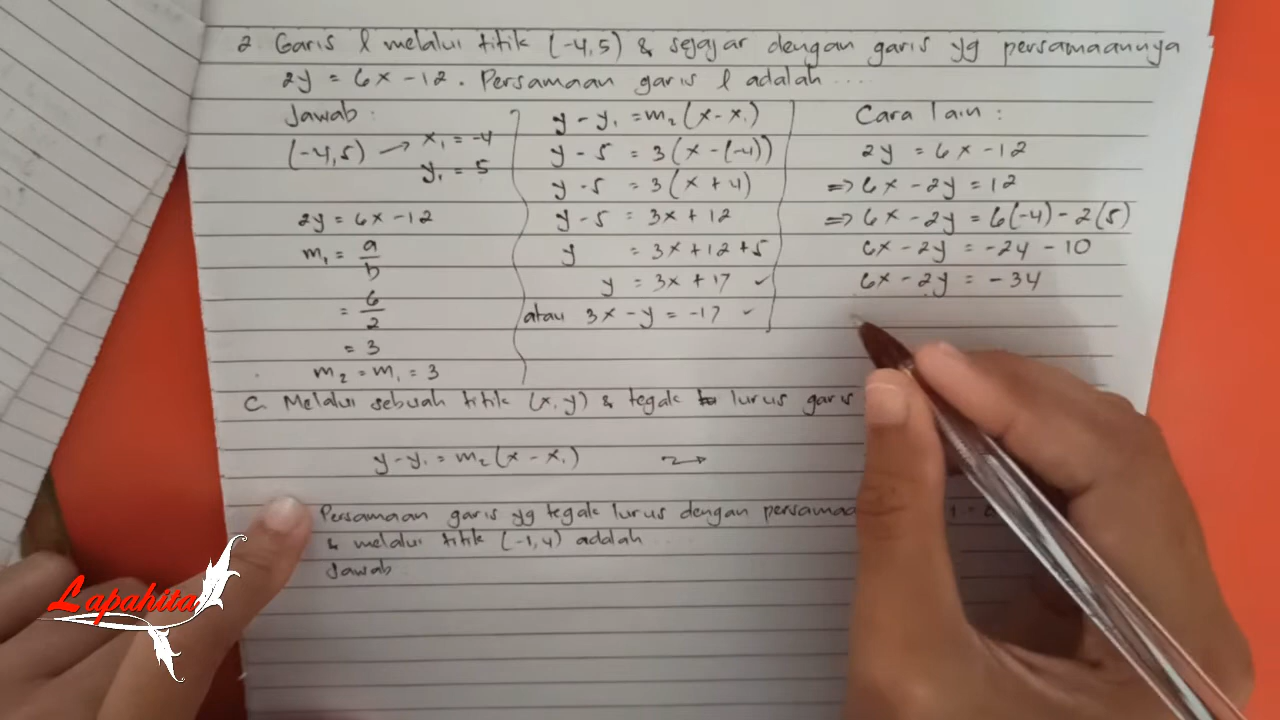 2 Garis l melalui titik (-4,5) & sejajar dengan garis yg persamaannya
2y = 6x - 12. Persamaan garis l adalah ....
Jawab :
(-4,5) → x₁ = -4
y₁ = 5
2y = 6x - 12
m₁ = a/b
= 6/2
= 3
m₂ = m₁ = 3
y - y₁ = m₂(x - x₁)
y - 5 = 3(x - (-4))
y - 5 = 3(x + 4)
y - 5 = 3x + 12
y = 3x + 12 + 5
y = 3x + 17 ✓
atau 3x - y = -17 ✓
Cara lain :
2y = 6x - 12
=> 6x - 2y = 12
=> 6x - 2y = 6(-4) - 2(5)
6x - 2y = -24 - 10
6x - 2y = -34
C. Melalui sebuah titik (x, y) & tegak lurus garis
y - y₁ = m₂(x - x₁)
Persamaan garis yg tegak lurus dengan
& melalui titik (-1,4) adalah ...
Jawab
Lapahita